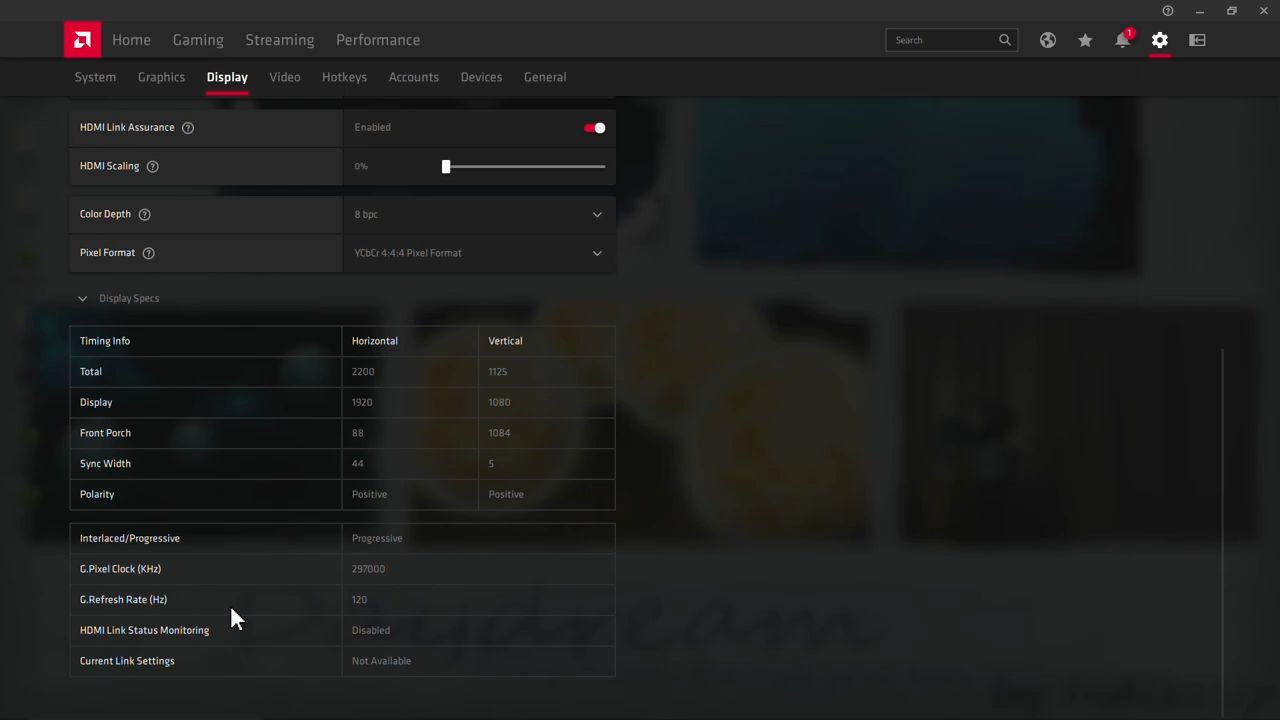 1
Home Gaming Streaming Performance Search
System Graphics Display Video Hotkeys Accounts Devices General
HDMI Link Assurance Enabled
HDMI Scaling 0%
Color Depth 8 bpc
Pixel Format YCbCr 4:4:4 Pixel Format
Display Specs
Timing Info Horizontal Vertical
Total 2200 1125
Display 1920 1080
Front Porch 88 1084
Sync Width 44 5
Polarity Positive Positive
Interlaced/Progressive Progressive
G.Pixel Clock (KHz) 297000
G.Refresh Rate (Hz) 120
HDMI Link Status Monitoring Disabled
Current Link Settings Not Available
Daydream